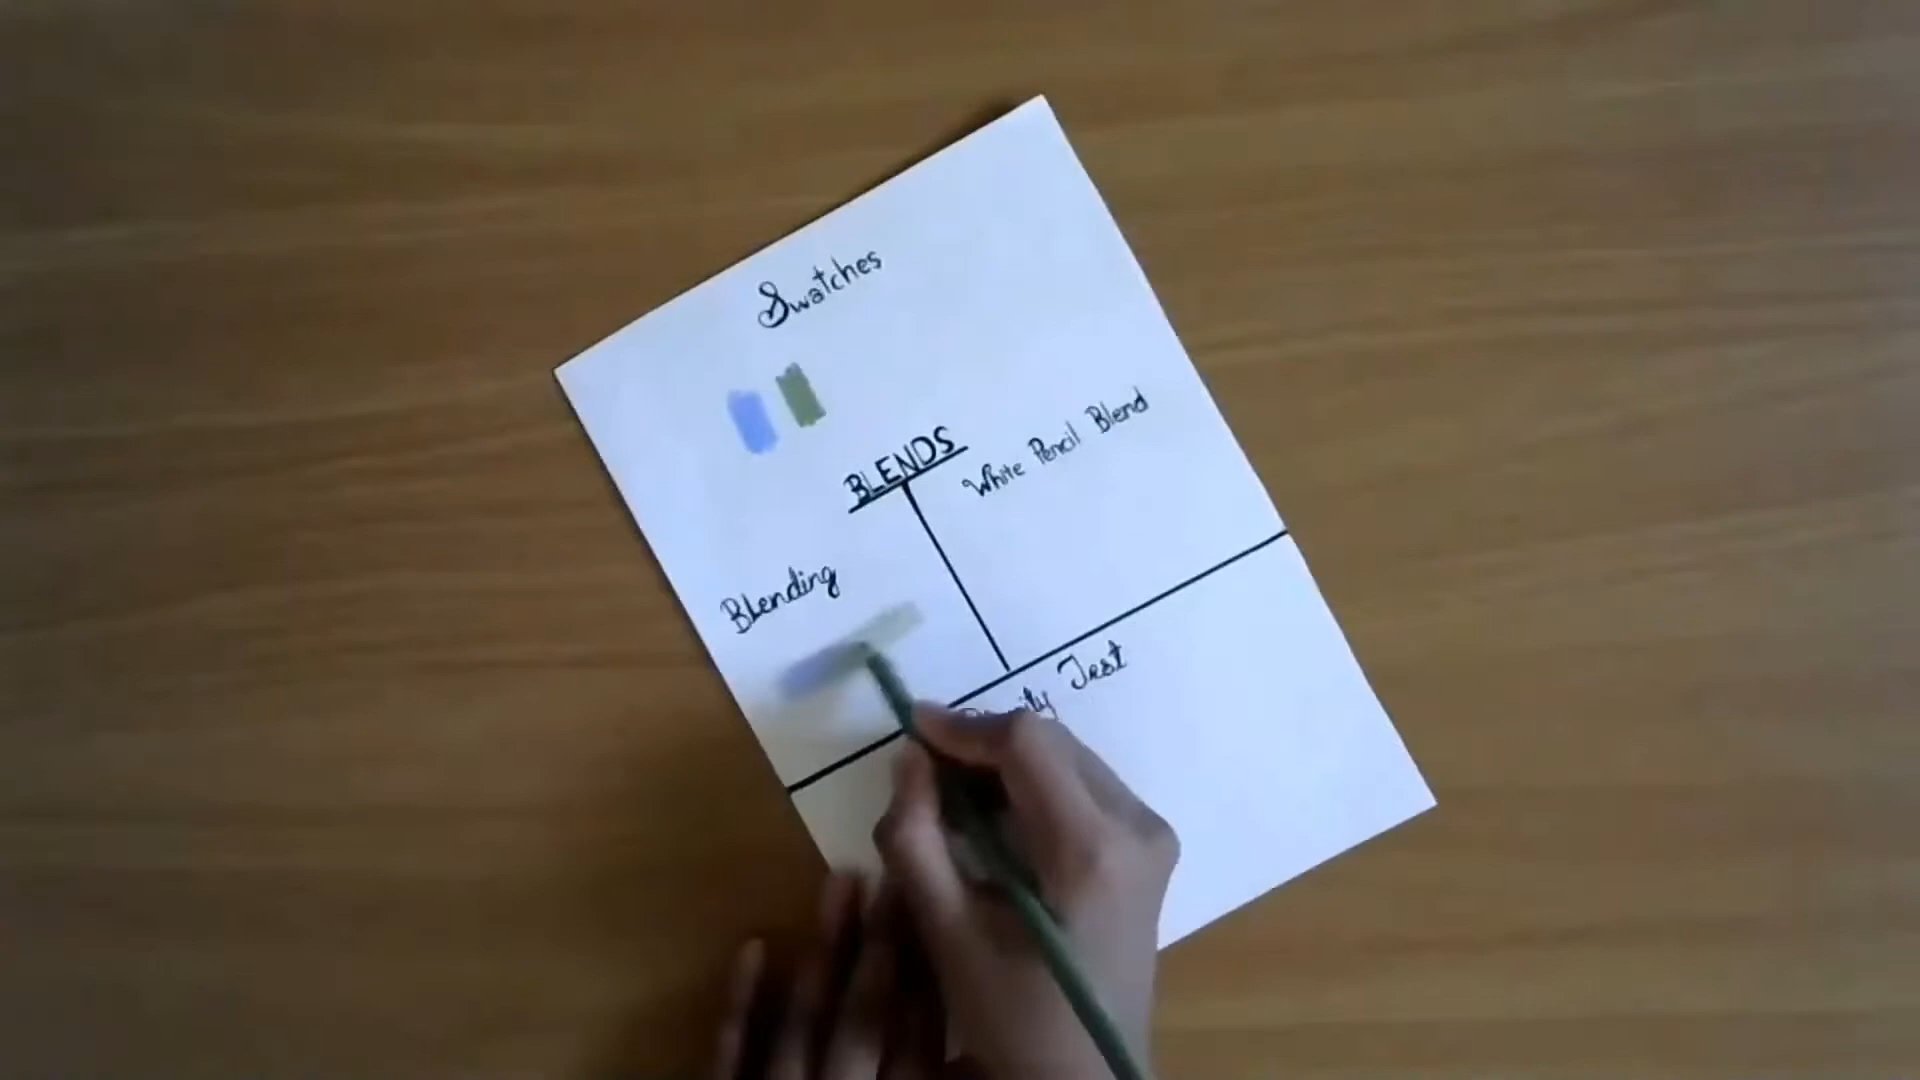 Swatches
BLENDS
White Pencil Blend
Blending
Test